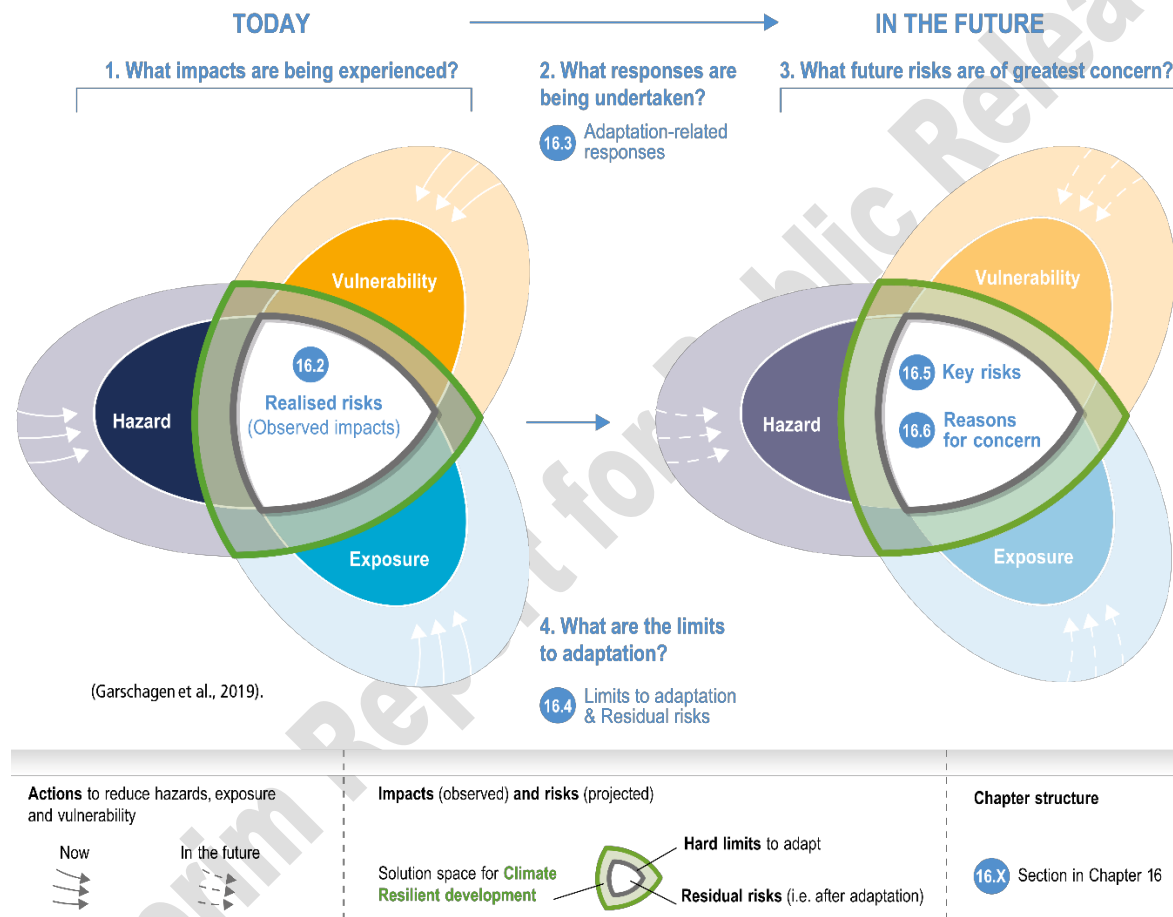 TODAY
IN THE FUTURE
1. What impacts are being experienced?
2. What responses are
being undertaken?
16.3 Adaptation-related
responses
3. What future risks are of greatest concern?
Vulnerability
Hazard
16.2
Realised risks
(Observed impacts)
Exposure
Vulnerability
Hazard
16.5 Key risks
16.6 Reasons
for concern
Exposure
4. What are the limits
to adaptation?
16.4 Limits to adaptation
& Residual risks
(Garschagen et al., 2019).
Actions to reduce hazards, exposure
and vulnerability
Now
In the future
Impacts (observed) and risks (projected)
Solution space for Climate
Resilient development
Hard limits to adapt
Residual risks (i.e. after adaptation)
Chapter structure
16.X Section in Chapter 16